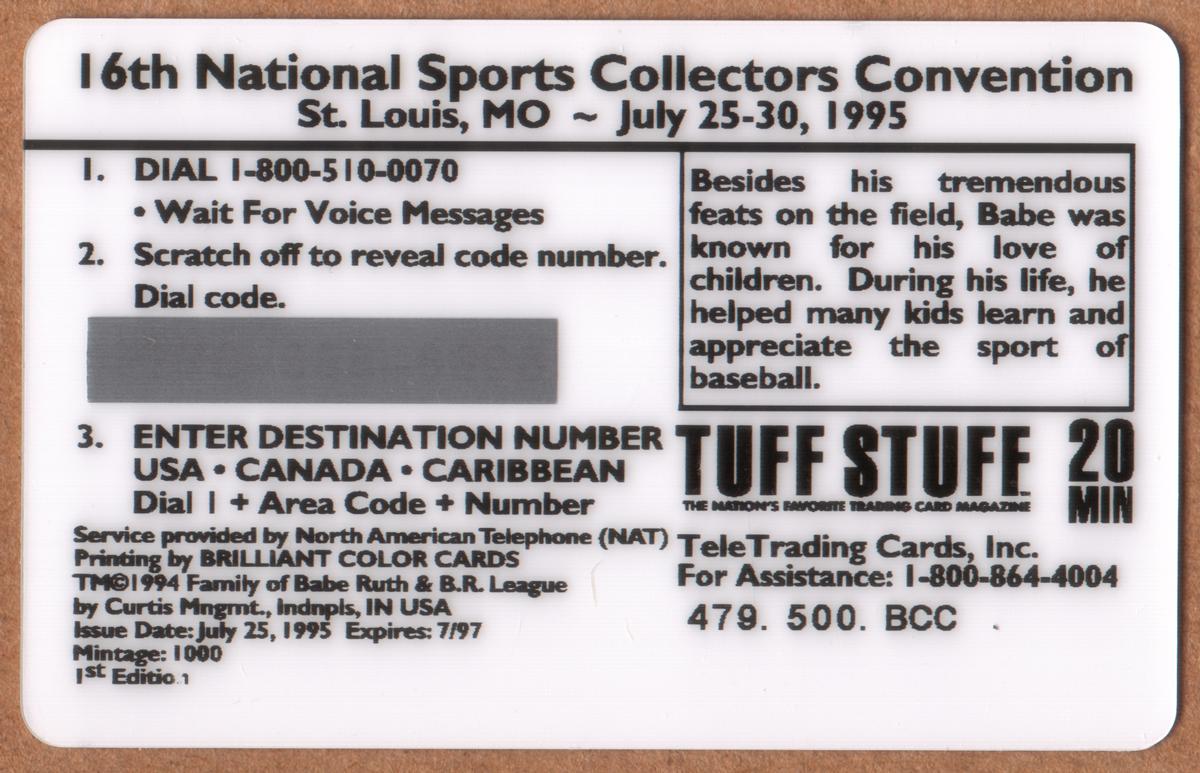 16th National Sports Collectors Convention
St. Louis, MO ~ July 25-30, 1995
1. DIAL 1-800-510-0070
• Wait For Voice Messages
2. Scratch off to reveal code number.
Dial code.
3. ENTER DESTINATION NUMBER
USA • CANADA • CARIBBEAN
Dial 1 + Area Code + Number
Service provided by North American Telephone (NAT)
Printing by BRILLIANT COLOR CARDS
TM©1994 Family of Babe Ruth & B.R. League
by Curtis Mngmt., Indnpls, IN USA
Issue Date: July 25, 1995 Expires: 7/97
Mintage: 1000
1st Edition
Besides his tremendous
feats on the field, Babe was
known for his love of
children. During his life, he
helped many kids learn and
appreciate the sport of
baseball.
TUFF STUFF™
THE NATION'S FAVORITE TRADING CARD MAGAZINE
20
MIN
TeleTrading Cards, Inc.
For Assistance: 1-800-864-4004
479. 500. BCC .